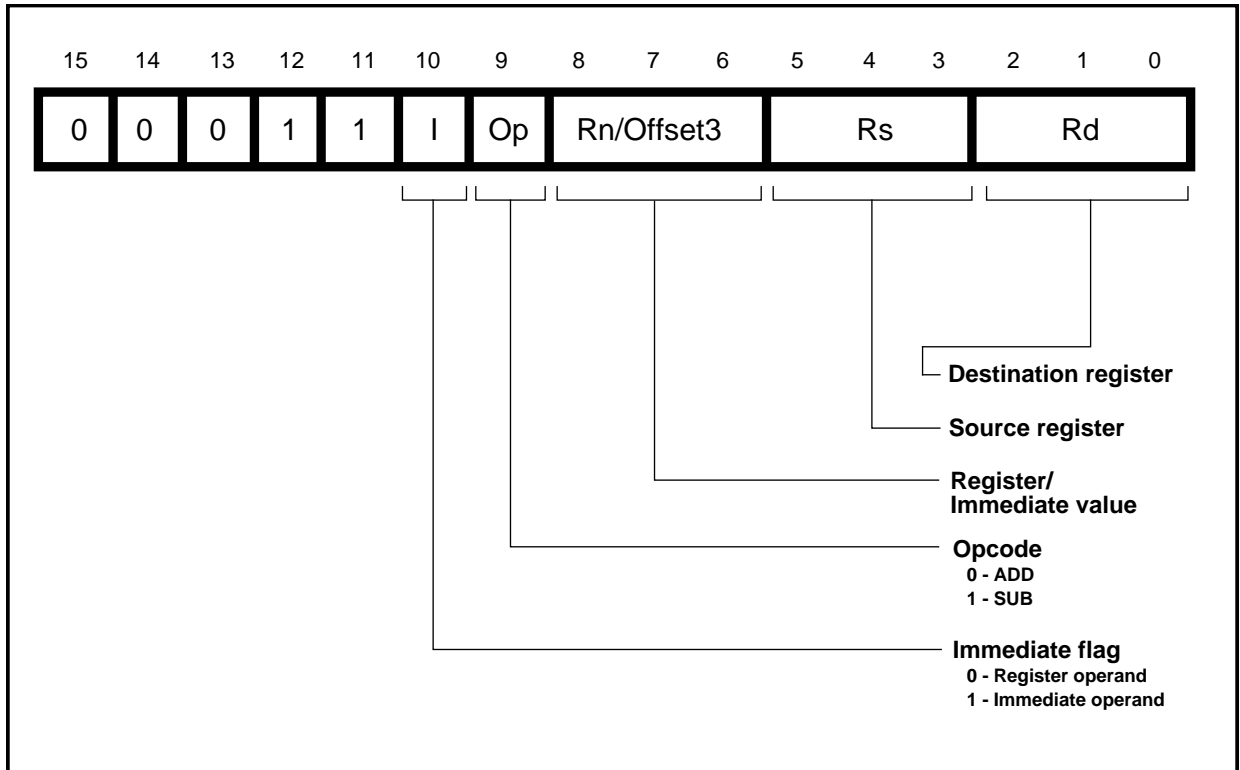 15 14 13 12 11 10 9 8 7 6 5 4 3 2 1 0
0 0 0 1 1 I Op Rn/Offset3 Rs Rd
Destination register
Source register
Register/
Immediate value
Opcode
0 - ADD
1 - SUB
Immediate flag
0 - Register operand
1 - Immediate operand